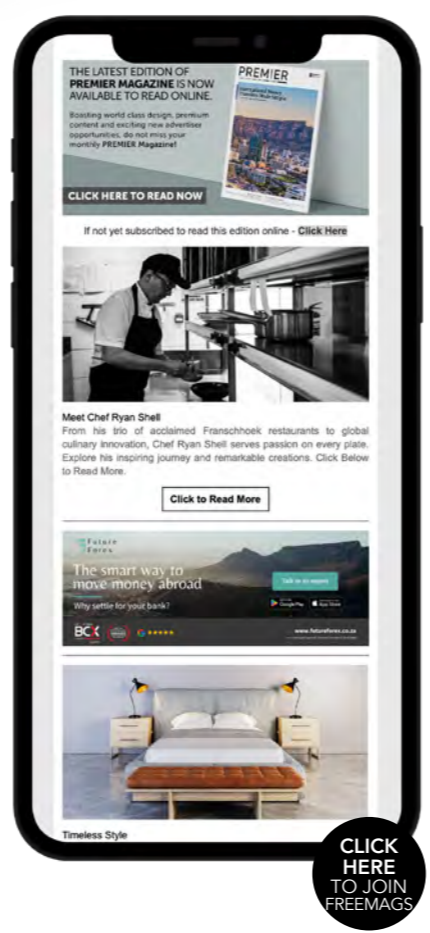 THE LATEST EDITION OF
PREMIER MAGAZINE IS NOW
AVAILABLE TO READ ONLINE.
Boasting world class design, premium
content and exciting new advertiser
opportunities, do not miss your
monthly PREMIER Magazine!
CLICK HERE TO READ NOW
PREMIER
If not yet subscribed to read this edition online - Click Here
Meet Chef Ryan Shell
From his trio of acclaimed Franschhoek restaurants to global
culinary innovation, Chef Ryan Shell serves passion on every plate.
Explore his inspiring journey and remarkable creations. Click Below
to Read More.
Click to Read More
Future
Forex
The smart way to
move money abroad
Why settle for your bank?
Talk to an expert
Google Play
App Store
BCX
www.futureforex.co.za
Timeless Style
CLICK
HERE
TO JOIN
FREEMAGS